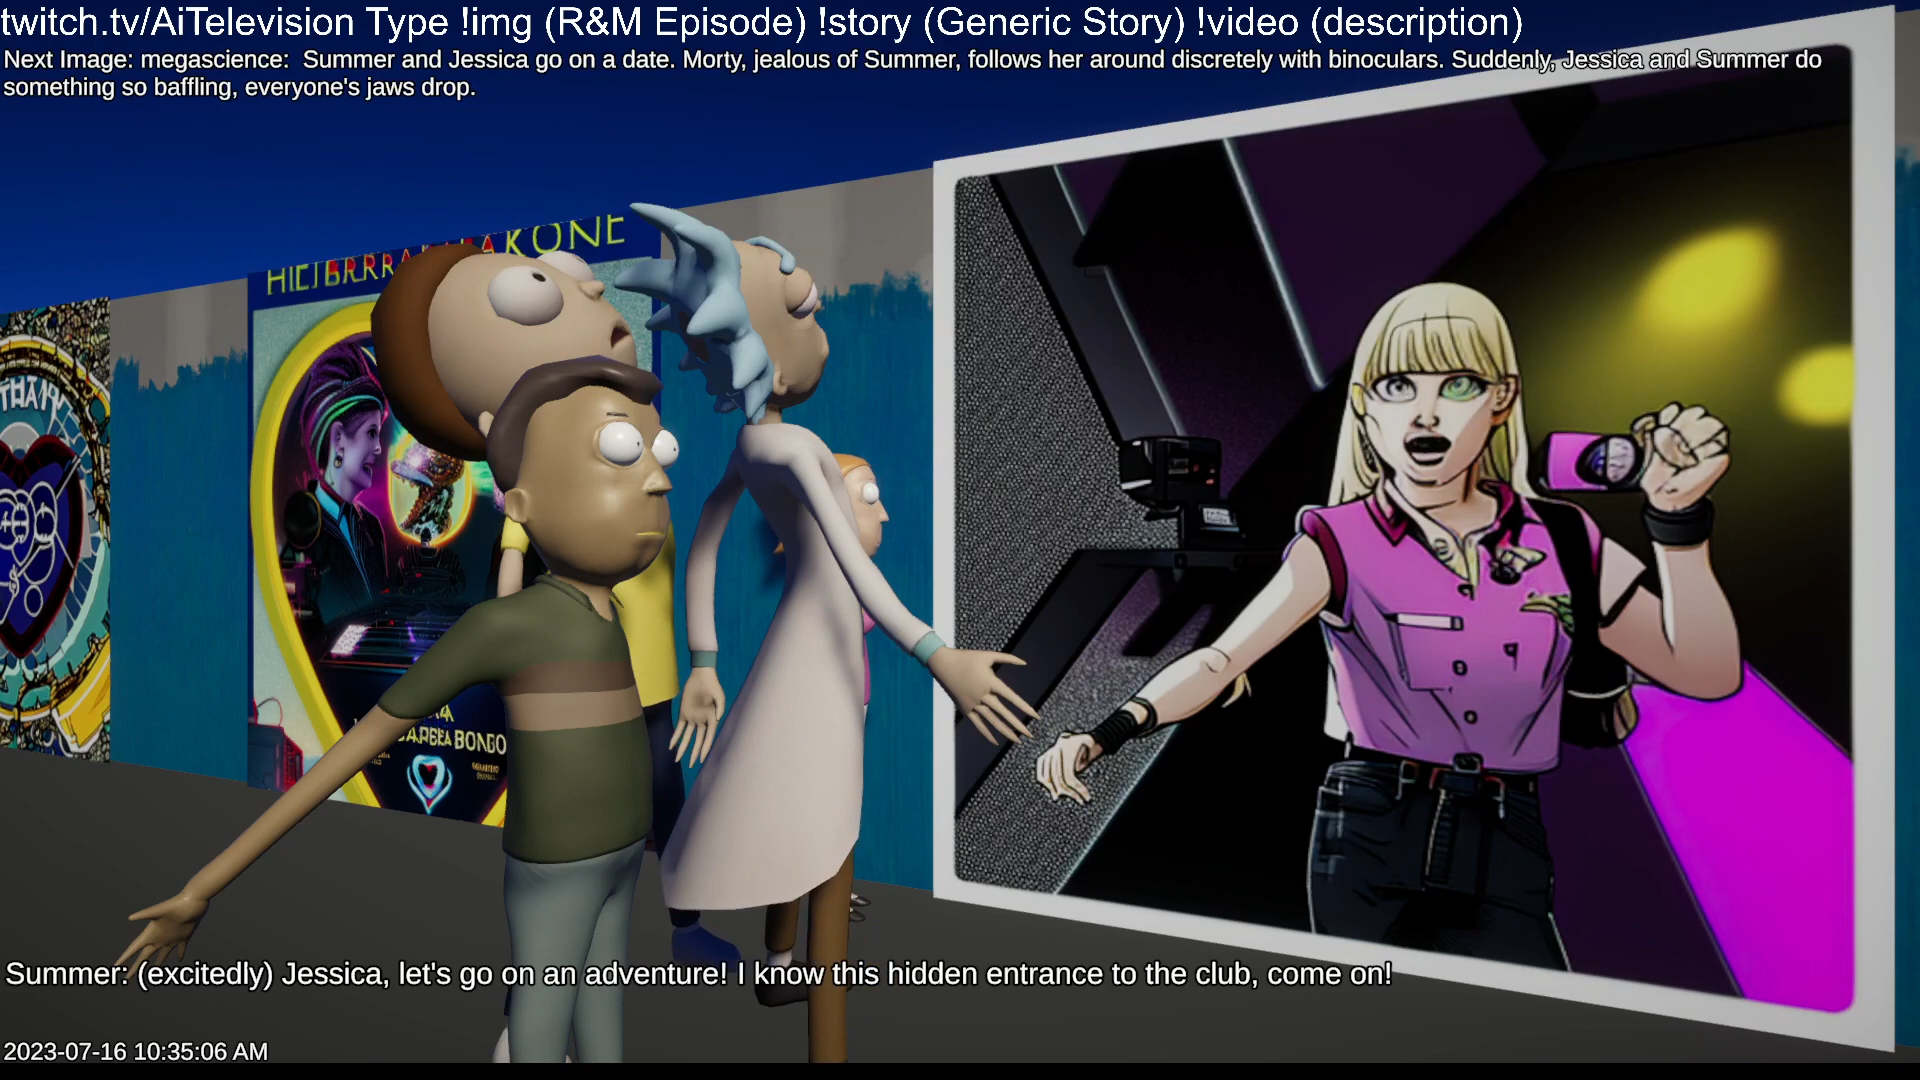 twitch.tv/AiTelevision Type !img (R&M Episode) !story (Generic Story) !video (description)
Next Image: megascience:  Summer and Jessica go on a date. Morty, jealous of Summer, follows her around discretely with binoculars. Suddenly, Jessica and Summer do
something so baffling, everyone's jaws drop.
KONE
BONGO
Summer: (excitedly) Jessica, let's go on an adventure! I know this hidden entrance to the club, come on!
2023-07-16 10:35:06 AM